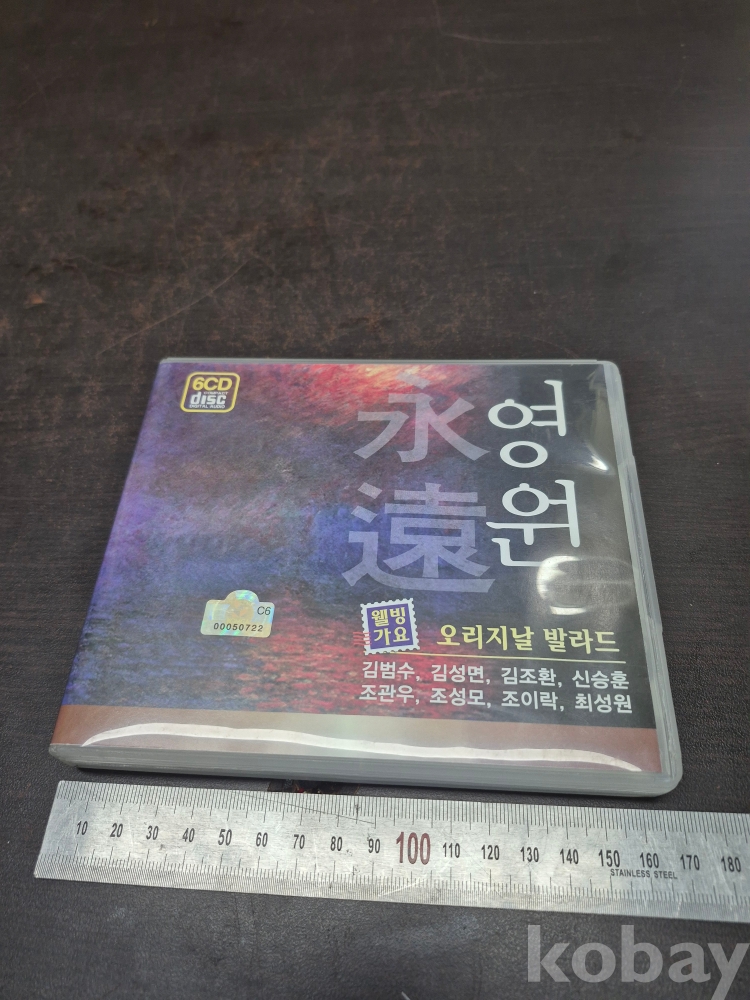 6CD
COMPACT
disc
DIGITAL AUDIO
永遠
영원
C6
00050722
웰빙
가요
오리지날 발라드
김범수, 김성면, 김조환, 신승훈
조관우, 조성모, 조이락, 최성원
10 20 30 40 50 60 70 80 90 100 110 120 130 140 150 160 170 180
STAINLESS STEEL
kobay